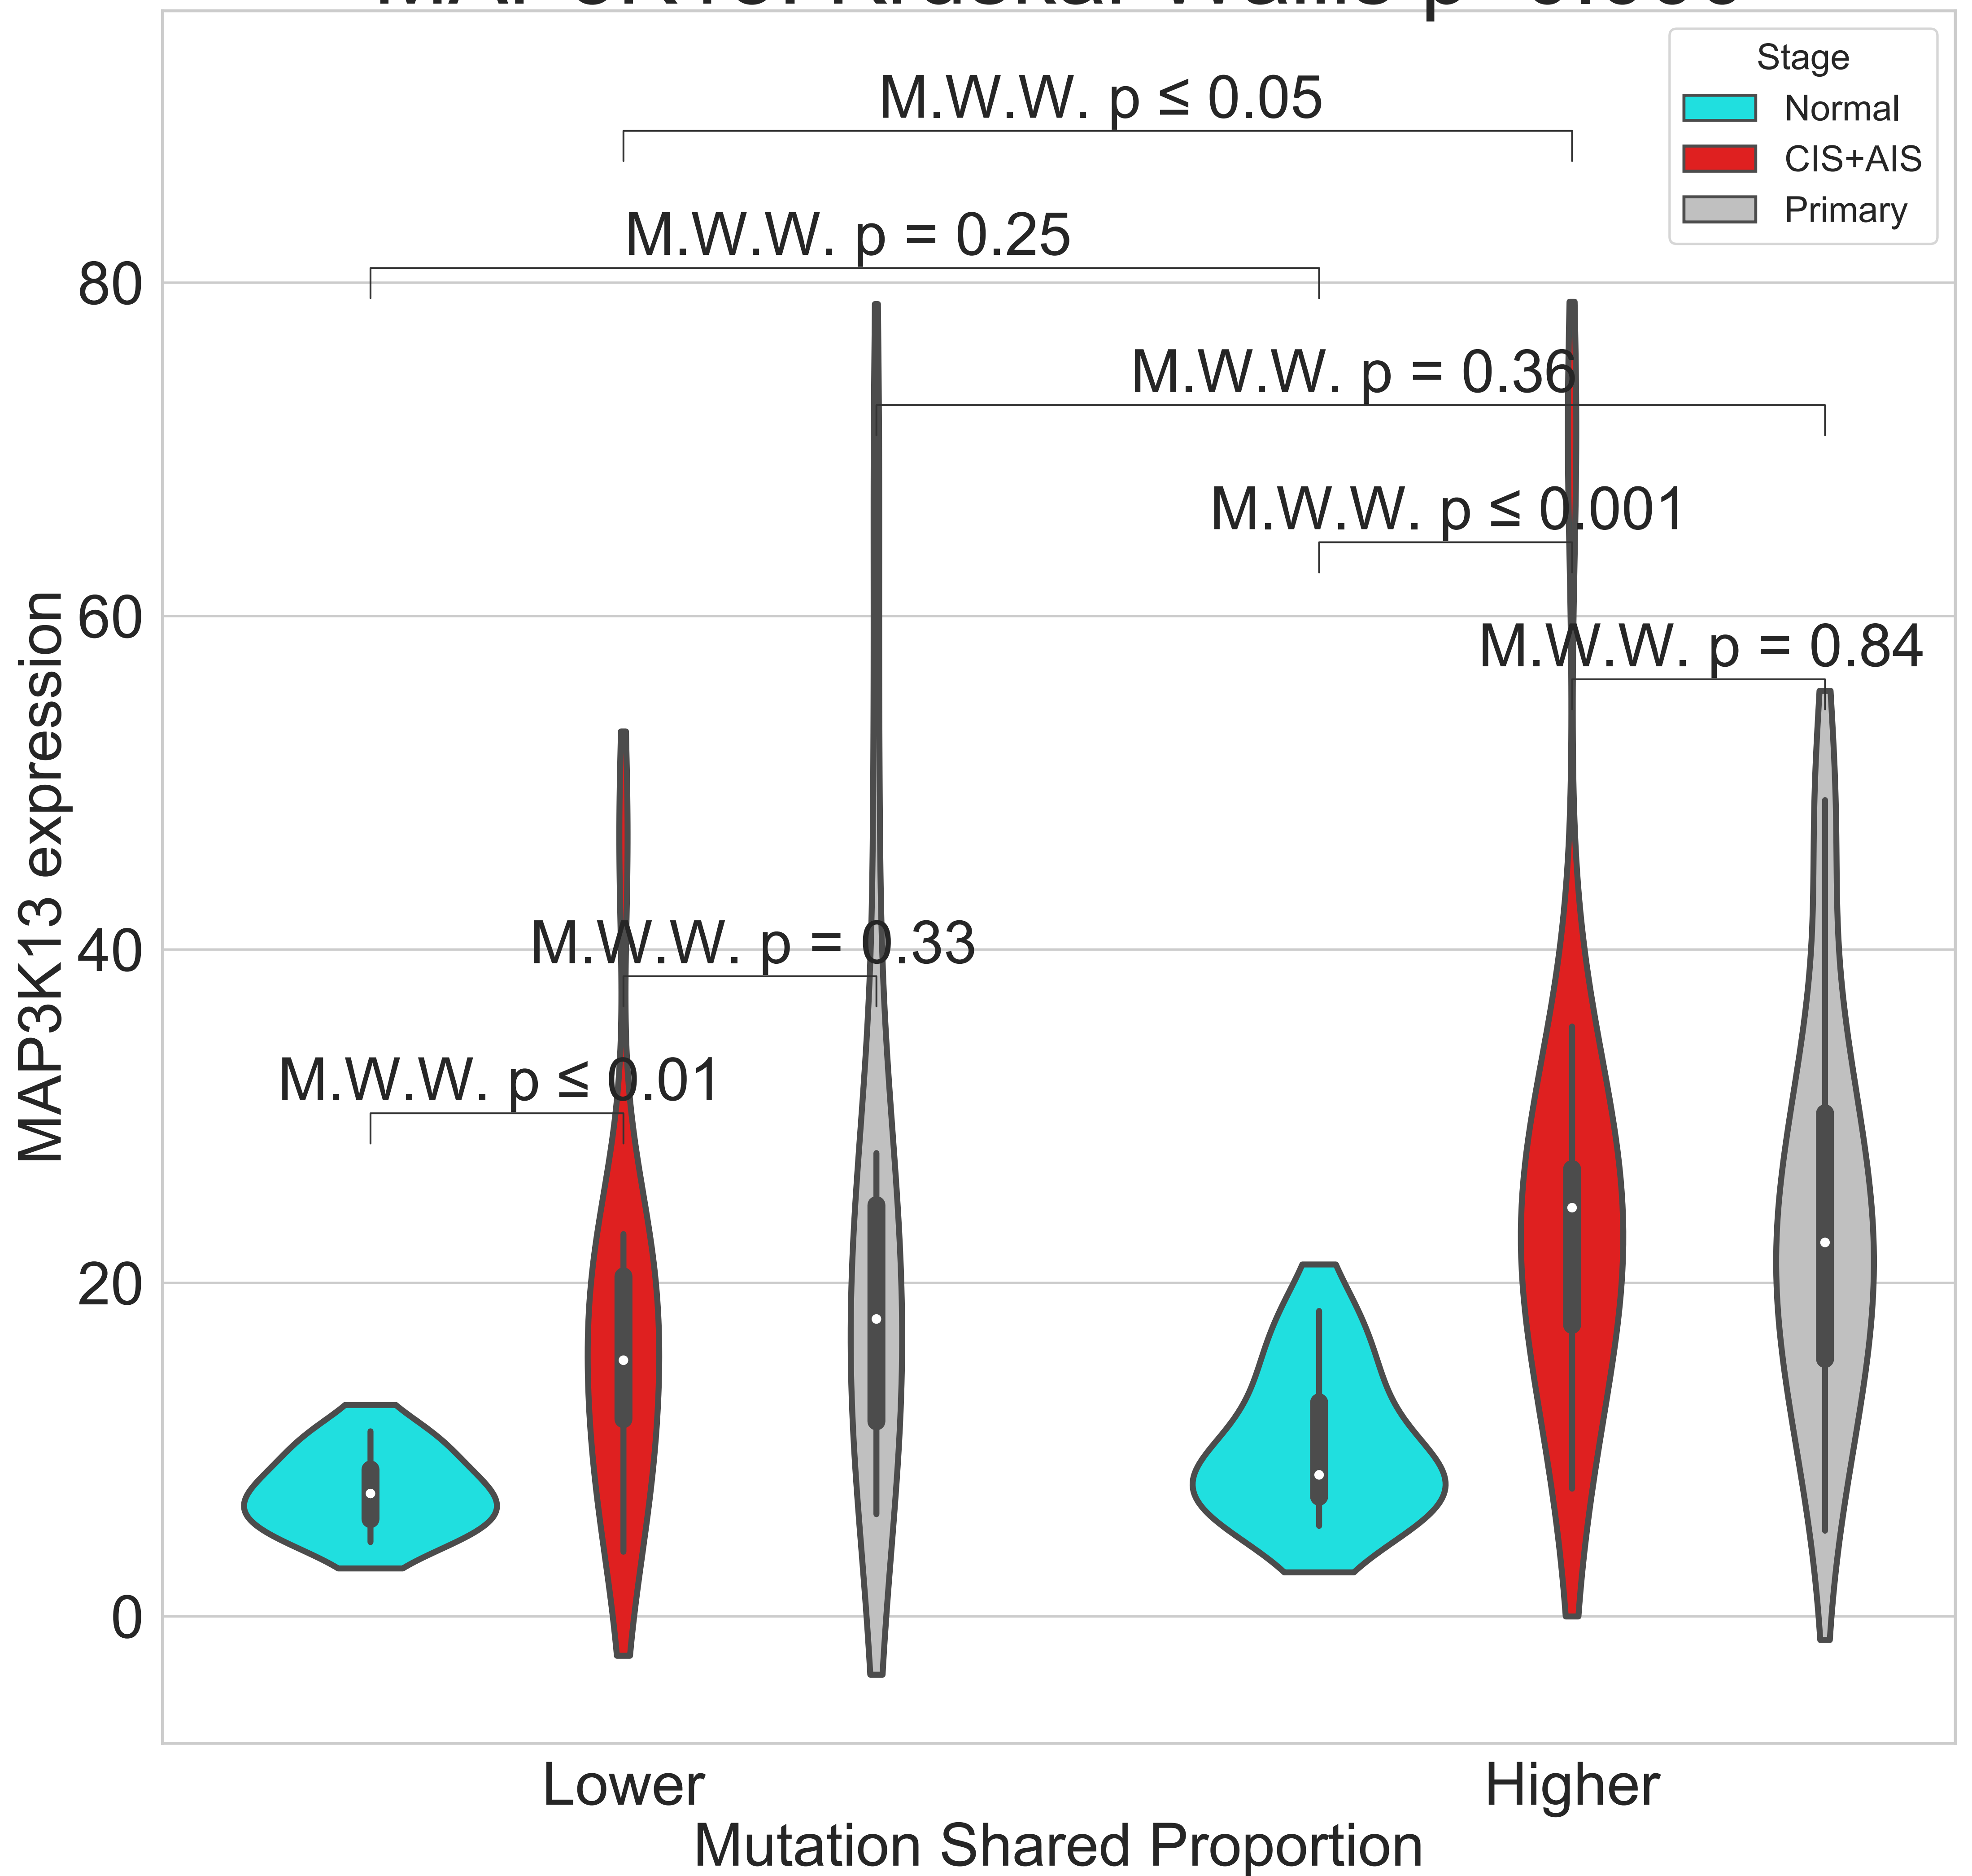 Stage
Normal
CIS+AIS
Primary
M.W.W. p ≤ 0.05
M.W.W. p = 0.25
M.W.W. p = 0.36
M.W.W. p ≤ 0.001
M.W.W. p = 0.84
M.W.W. p = 0.33
M.W.W. p ≤ 0.01
MAP3K13 expression
80
60
40
20
0
Lower
Higher
Mutation Shared Proportion